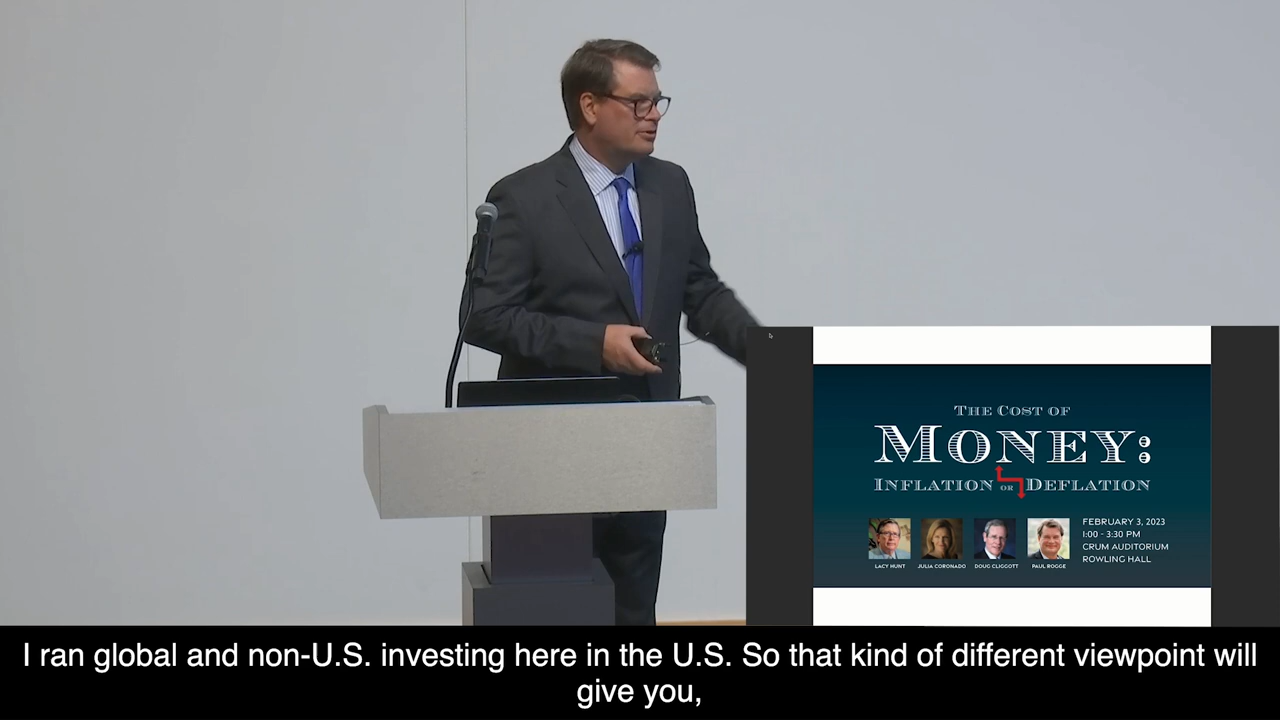 THE COST OF
MONEY:
INFLATION OR DEFLATION
LACY HUNT
JULIA CORONADO
DOUG CLIGGOTT
PAUL ROGGE
FEBRUARY 3, 2023
1:00 - 3:30 PM
CRUM AUDITORIUM
ROWLING HALL
I ran global and non-U.S. investing here in the U.S. So that kind of different viewpoint will
give you,